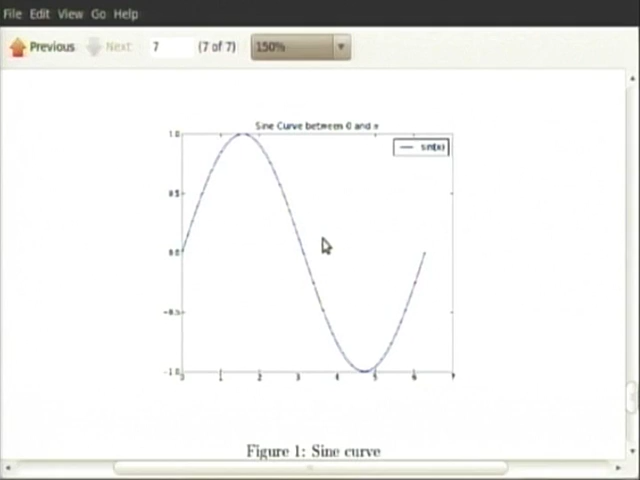 File Edit View Go Help
Previous Next 7 (7 of 7) 150%
Sine Curve between 0 and π
sin(x)
1.0
0.5
0.0
-0.5
-1.0
0 1 2 3 4 5 6 7
Figure 1: Sine curve